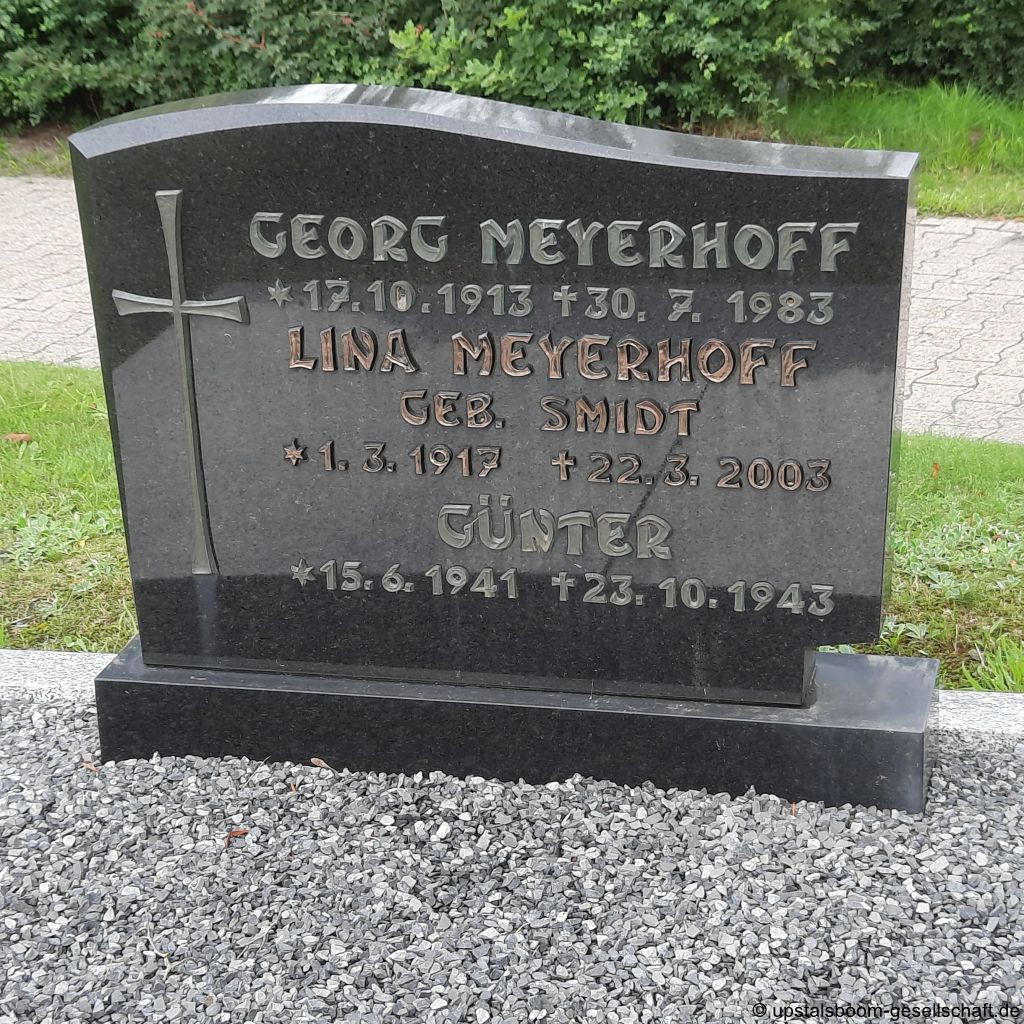 GEORG MEYERHOFF
* 17. 10. 1913 † 30. 7. 1983
LINA MEYERHOFF
GEB. SMIDT
* 1. 3. 1917 † 22. 3. 2003
GÜNTER
* 15. 6. 1941 † 23. 10. 1943
© upstalsboom-gesellschaft.de